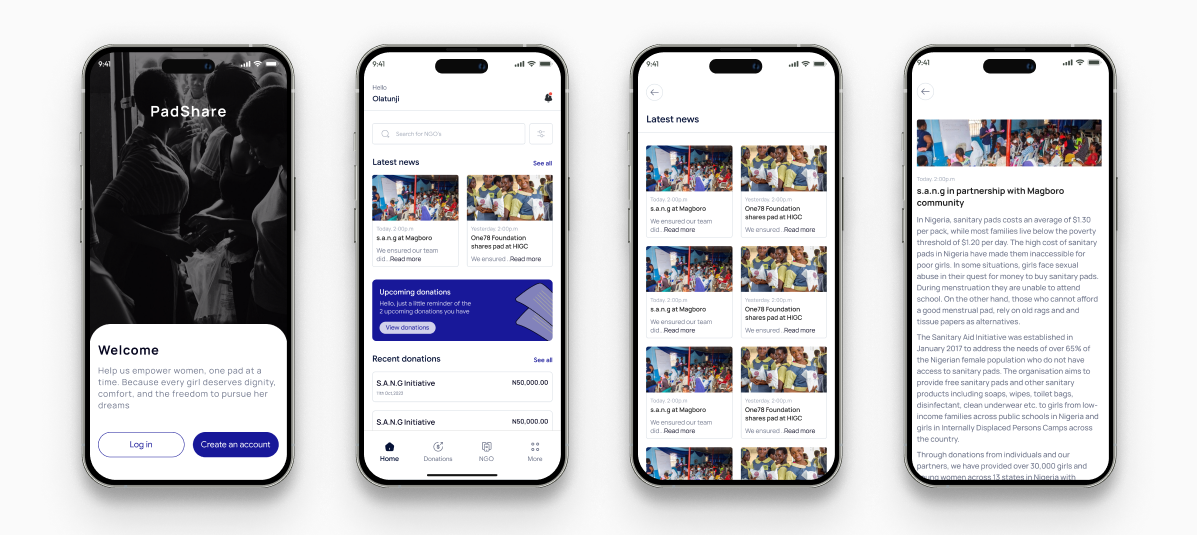 9:41
PadShare
Welcome
Help us empower women, one pad at a
time. Because every girl deserves dignity,
comfort, and the freedom to pursue her
dreams
Log in
Create an account
9:41
Hello
Olatunji
Search for NGO's
Latest news
See all
Today, 2:00p.m
s.a.n.g at Magboro
We ensured our team
did...Read more
Yesterday, 2:00p.m
One78 Foundation
shares pad at HIGC
We ensured...Read more
Upcoming donations
Hello, just a little reminder of the
2 upcoming donations you have
View donations
Recent donations
See all
S.A.N.G Initiative
N50,000.00
11th Oct,2023
S.A.N.G Initiative
N50,000.00
Home
Donations
NGO
More
9:41
Latest news
Today, 2:00p.m
s.a.n.g at Magboro
We ensured our team
did...Read more
Yesterday, 2:00p.m
One78 Foundation
shares pad at HIGC
We ensured...Read more
Today, 2:00p.m
s.a.n.g at Magboro
We ensured our team
did...Read more
Yesterday, 2:00p.m
One78 Foundation
shares pad at HIGC
We ensured...Read more
Today, 2:00p.m
s.a.n.g at Magboro
We ensured our team
did...Read more
Yesterday, 2:00p.m
One78 Foundation
shares pad at HIGC
We ensured...Read more
9:41
Today, 2:00p.m
s.a.n.g in partnership with Magboro
community
In Nigeria, sanitary pads costs an average of $1.30
per pack, while most families live below the poverty
threshold of $1.20 per day. The high cost of sanitary
pads in Nigeria have made them inaccessible for
poor girls. In some situations, girls face sexual
abuse in their quest for money to buy sanitary pads.
During menstruation they are unable to attend
school. On the other hand, those who cannot afford
a good menstrual pad, rely on old rags and and
tissue papers as alternatives.
The Sanitary Aid Initiative was established in
January 2017 to address the needs of over 65% of
the Nigerian female population who do not have
access to sanitary pads. The organisation aims to
provide free sanitary pads and other sanitary
products including soaps, wipes, toilet bags,
disinfectant, clean underwear etc. to girls from low-
income families across public schools in Nigeria and
girls in Internally Displaced Persons Camps across
the country.
Through donations from individuals and our
partners, we have provided over 30,000 girls and
young women across 13 states in Nigeria with